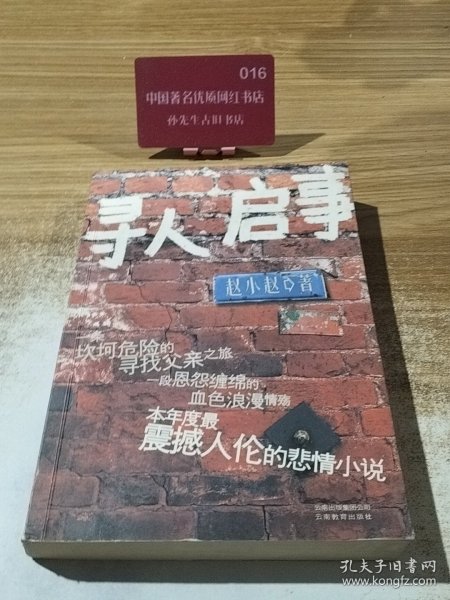 016
中国著名优质网红书店
孙先生古旧书店
寻人启事
赵小赵 著
坎坷危险的
寻找父亲之旅
一段恩怨缠绵的
血色浪漫情殇
本年度最
震撼人伦的悲情小说
云南出版集团公司
云南教育出版社
孔夫子旧书网
www.kongfz.com